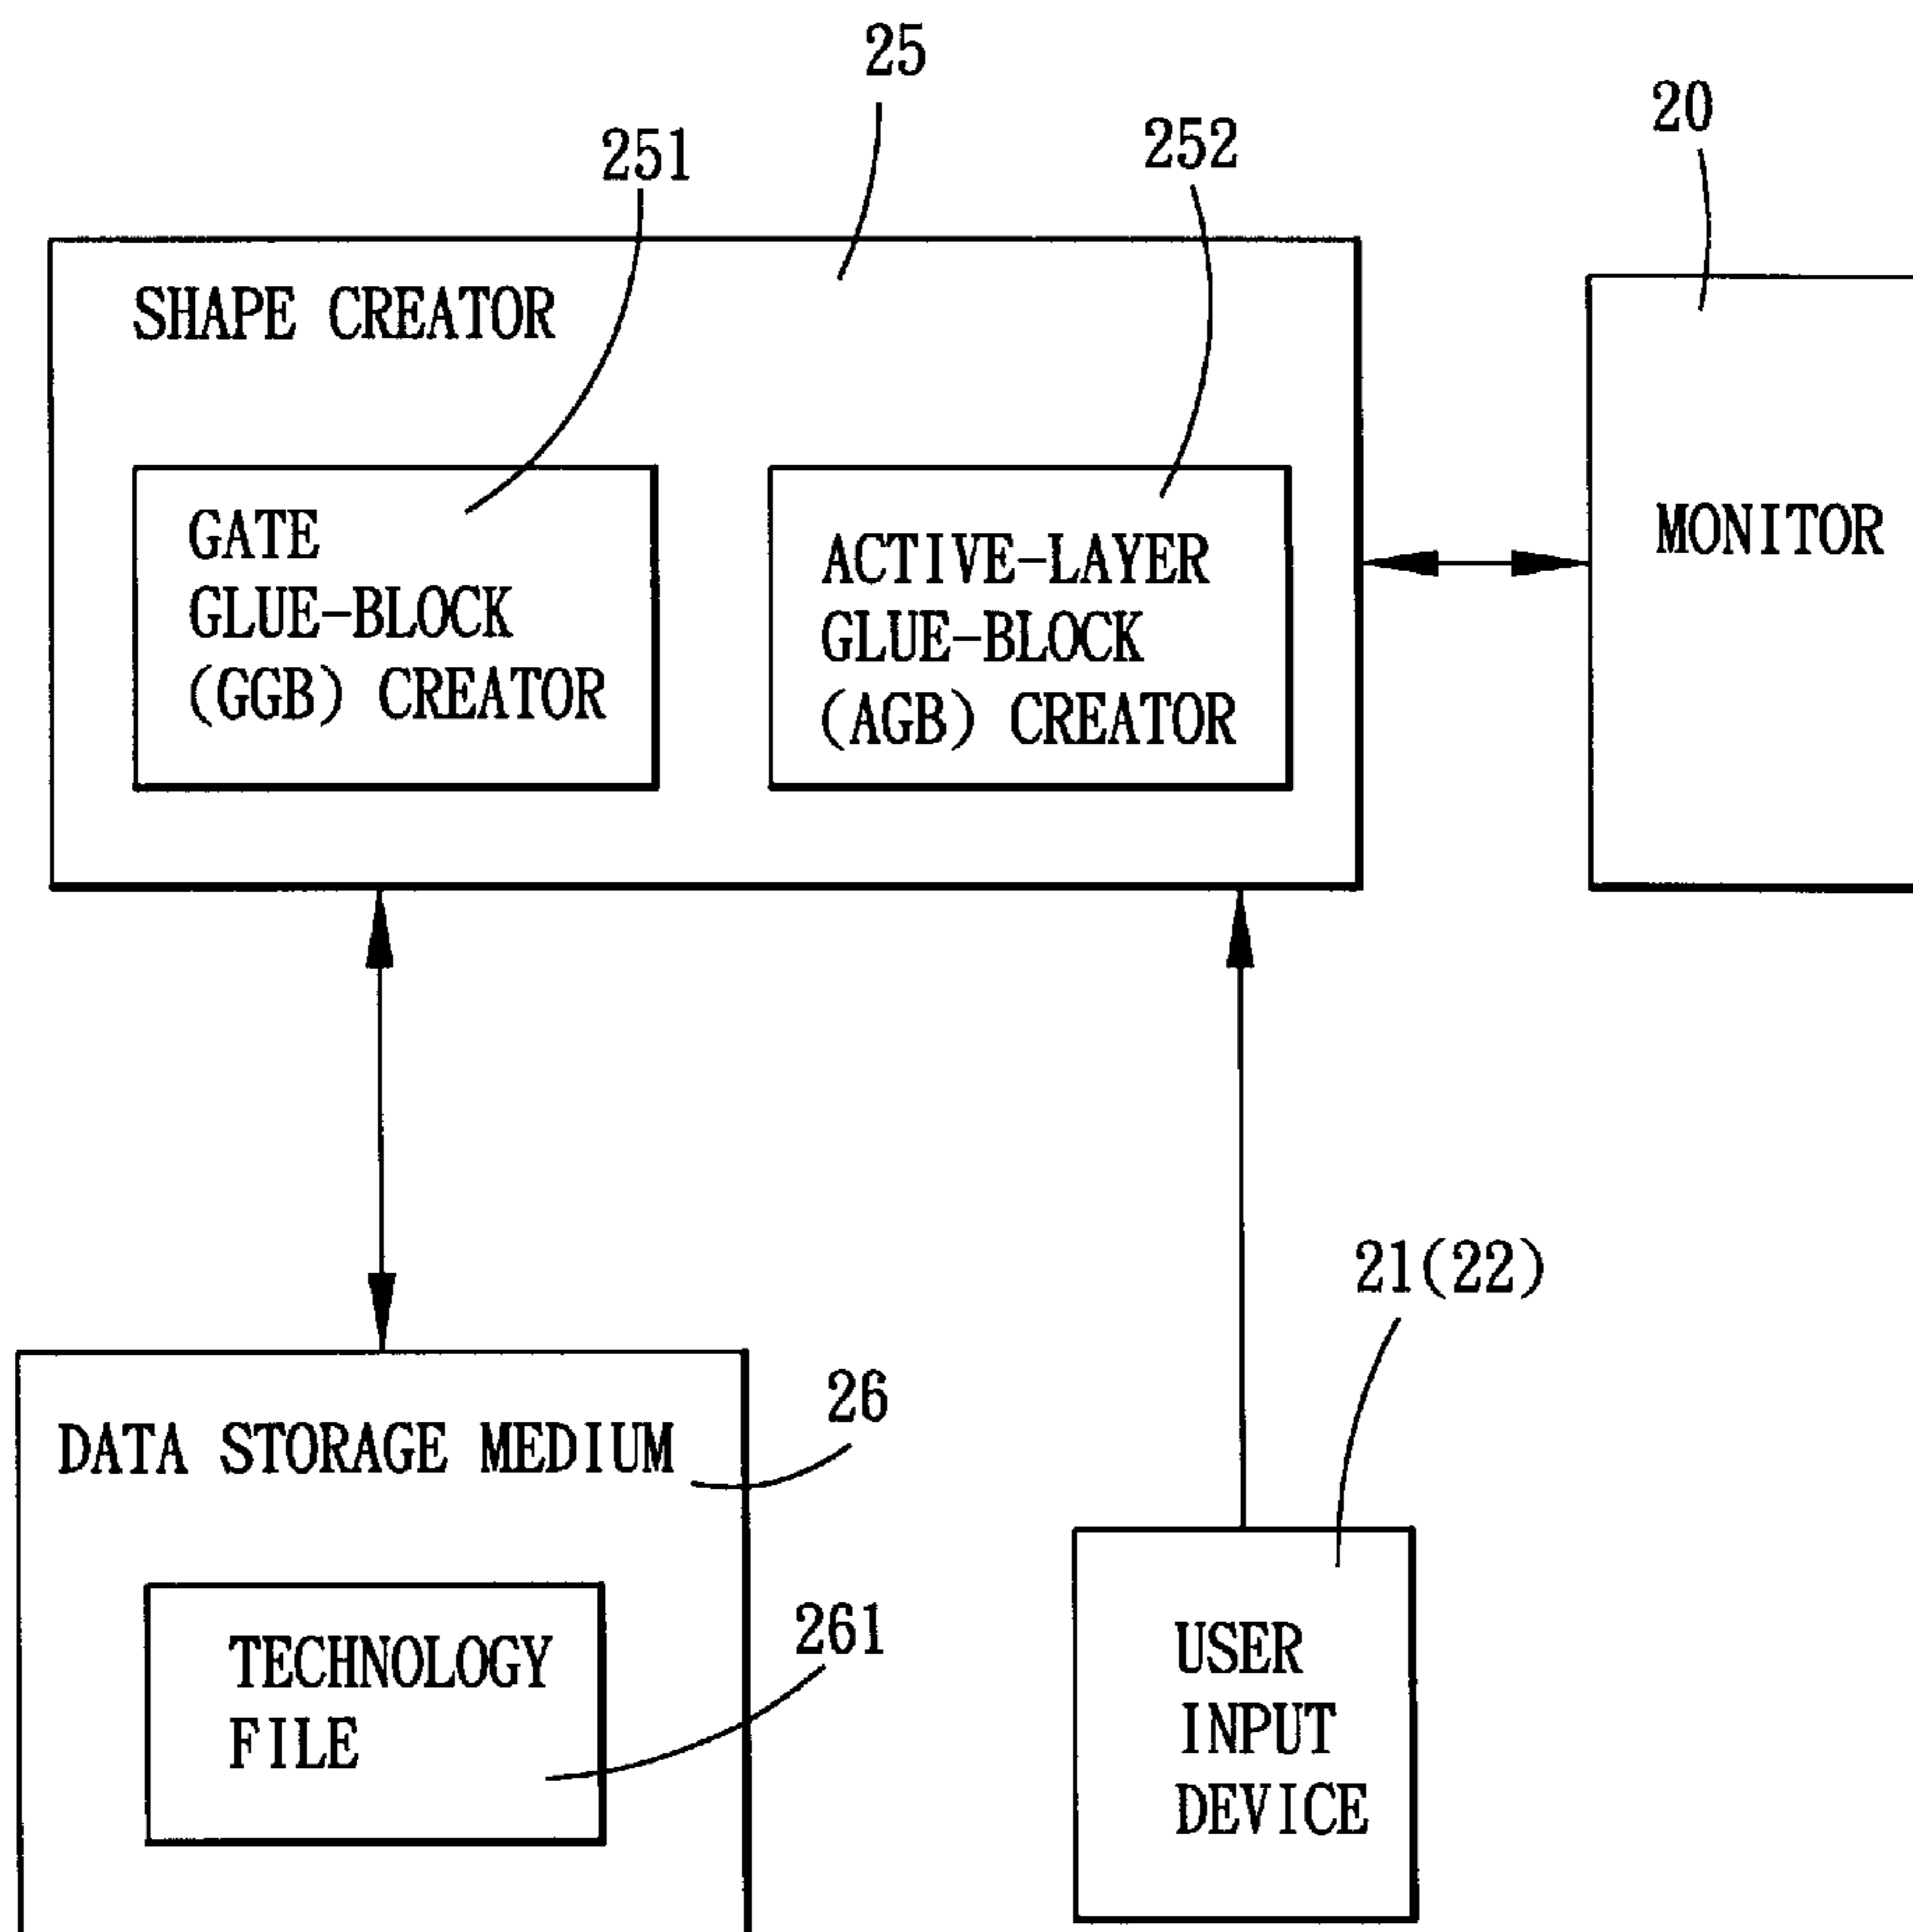 25
20
251
252
SHAPE CREATOR
GATE
GLUE-BLOCK
(GGB) CREATOR
ACTIVE-LAYER
GLUE-BLOCK
(AGB) CREATOR
MONITOR
21(22)
26
DATA STORAGE MEDIUM
261
TECHNOLOGY
FILE
USER
INPUT
DEVICE